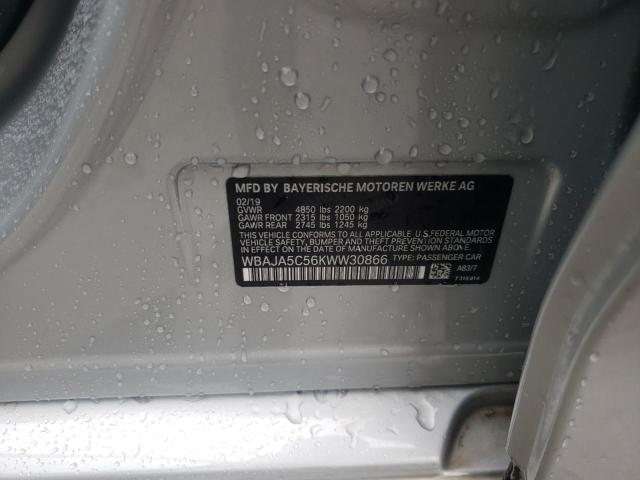 MFD BY BAYERISCHE MOTOREN WERKE AG
02/19
GVWR 4850 lbs 2200 kg
GAWR FRONT 2315 lbs 1050 kg
GAWR REAR 2745 lbs 1245 kg
THIS VEHICLE CONFORMS TO ALL APPLICABLE U.S.FEDERAL MOTOR
VEHICLE SAFETY, BUMPER, AND THEFT PREVENTION STANDARDS
IN EFFECT ON THE DATE OF MANUFACTURE SHOWN ABOVE.
WBAJA5C56KWW30866 TYPE: PASSENGER CAR
A83/7